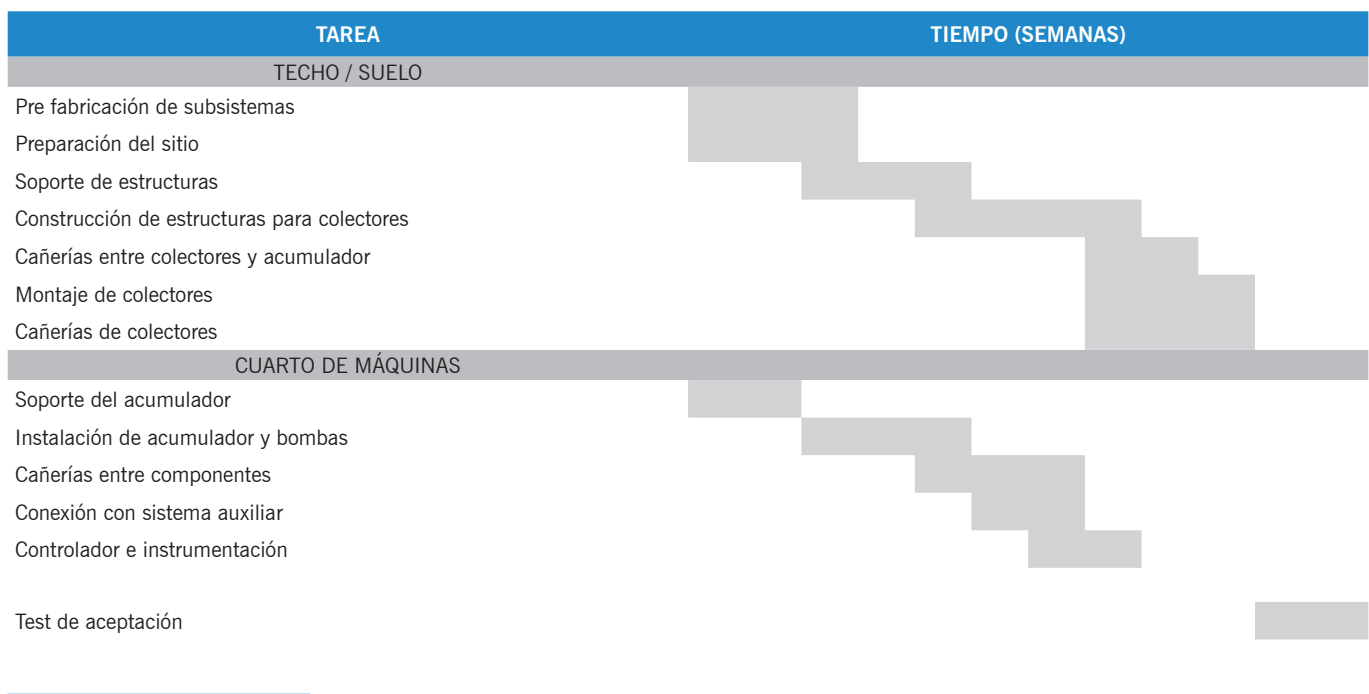 TAREA TIEMPO (SEMANAS)
TECHO / SUELO
Pre fabricación de subsistemas
Preparación del sitio
Soporte de estructuras
Construcción de estructuras para colectores
Cañerías entre colectores y acumulador
Montaje de colectores
Cañerías de colectores
CUARTO DE MÁQUINAS
Soporte del acumulador
Instalación de acumulador y bombas
Cañerías entre componentes
Conexión con sistema auxiliar
Controlador e instrumentación
Test de aceptación